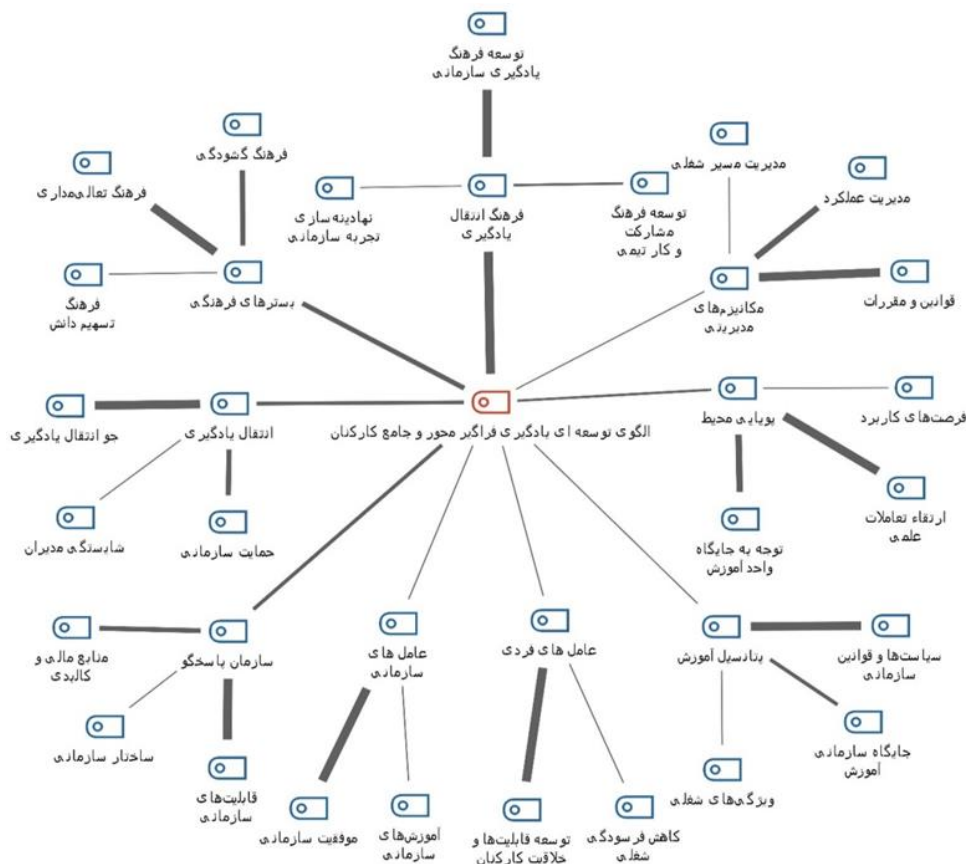 توسعه فرهنگ
یادگیری سازمانی
فرهنگ گشودگی
مدیریت مسیر شغلی
فرهنگ تعالی‌مداری
مدیریت عملکرد
نهادینه‌سازی
تجربه سازمانی
فرهنگ انتقال
یادگیری
توسعه فرهنگ
مشارکت
و کار تیمی
فرهنگ
تسهیم دانش
بسترهای فرهنگی
مکانیزم‌های
مدیریتی
قوانین و مقررات
جو انتقال یادگیری
انتقال یادگیری
الگوی توسعه ای یادگیری فراگیر محور و جامع کارکنان
پویایی محیط
فرصت‌های کاربرد
شایستگی مدیران
حمایت سازمانی
توجه به جایگاه
واحد آموزش
ارتقاء تعاملات
علمی
منابع مالی و
کالبدی
سازمان پاسخگو
عامل های
سازمانی
عامل های فردی
پتانسیل آموزش
سیاست‌ها و قوانین
سازمانی
ساختار سازمانی
قابلیت‌های
سازمانی
موفقیت سازمانی
آموزش‌های
سازمانی
توسعه قابلیت‌ها و
خلاقیت کارکنان
کاهش فرسودگی
شغلی
ویژگی‌های شغلی
جایگاه سازمانی
آموزش